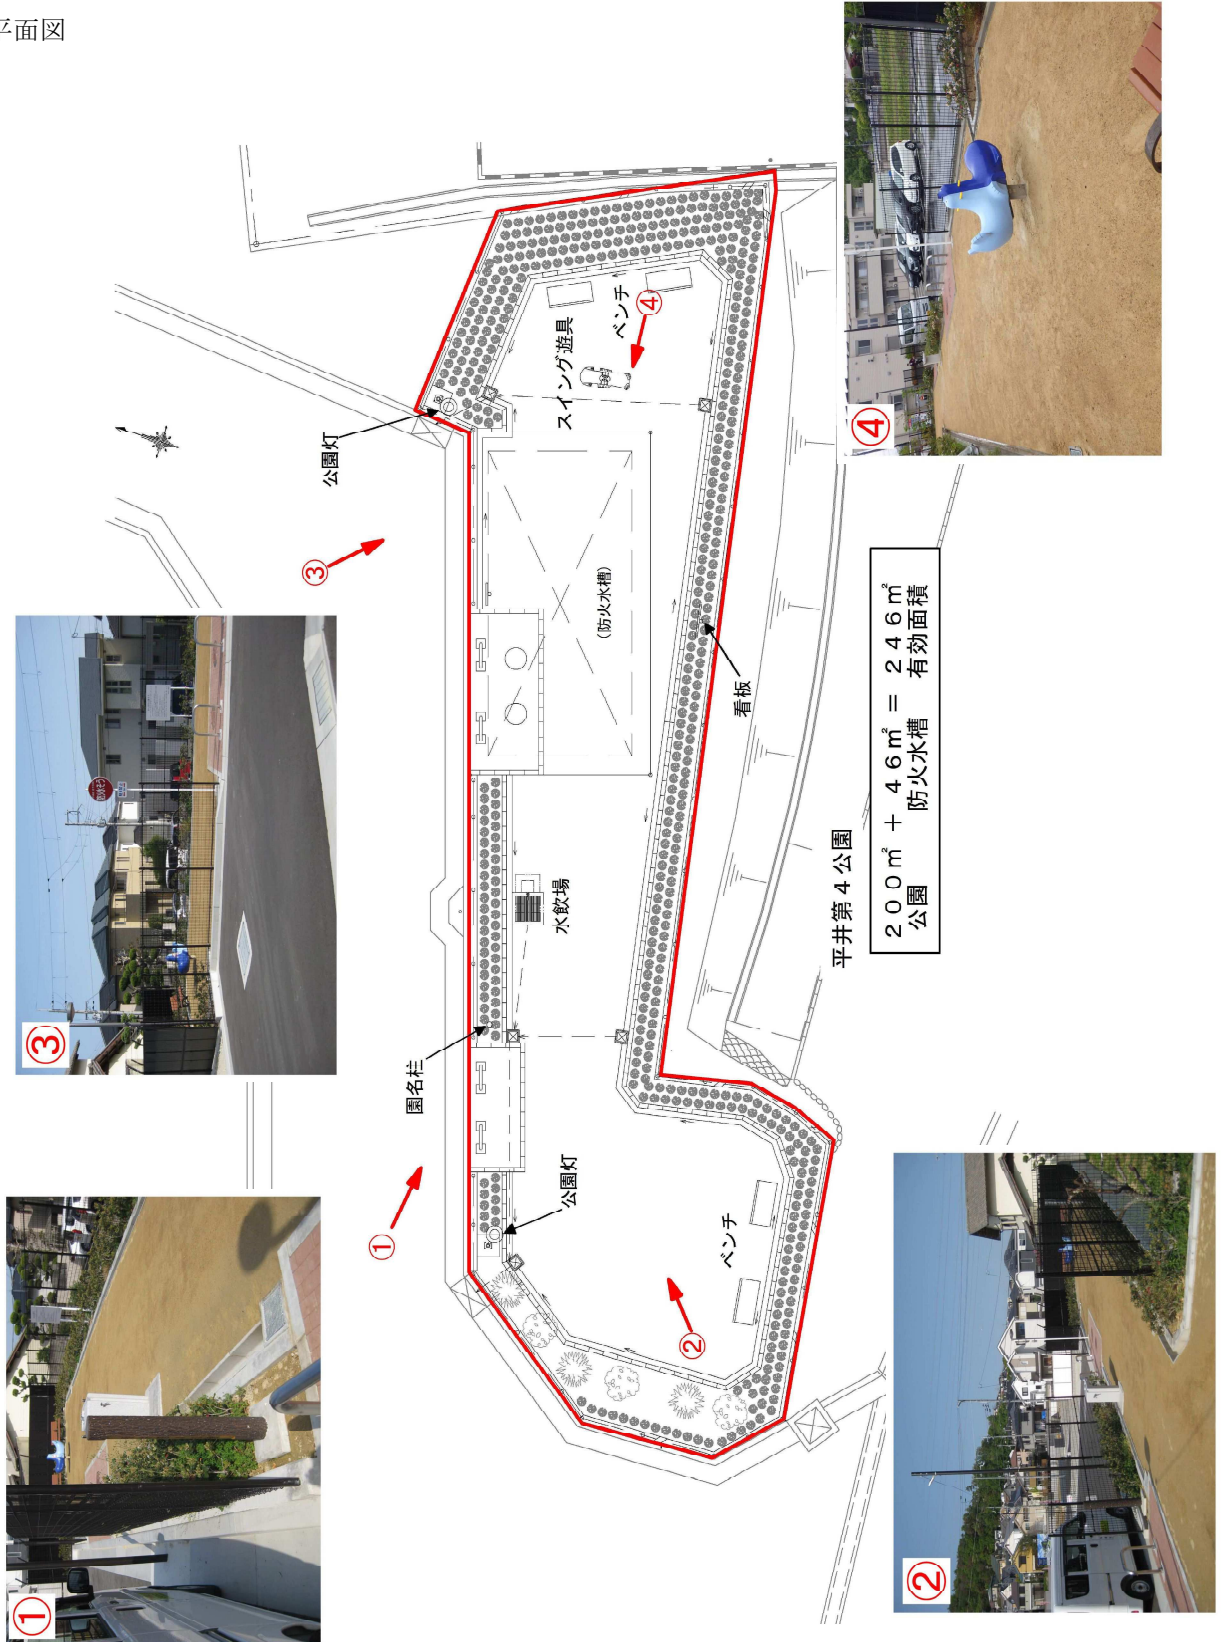 平面図
①
②
③
④
公園灯
③
スイング遊具
ベンチ
④
(防火水槽)
看板
水飲場
園名柱
①
公園灯
ベンチ
②
平井第4公園
200㎡ + 46㎡ = 246㎡
公園 防火水槽 有効面積